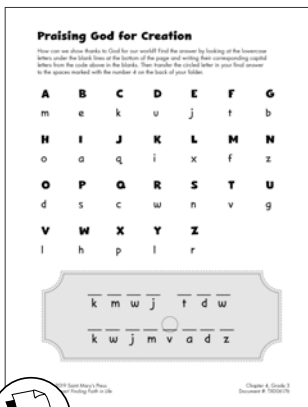 Praising God for Creation
How can we show thanks to God for our world? Find the answer by looking at the lowercase
letters under the blank lines at the bottom of the page and writing their corresponding capital
letters from the code above in the blanks. Then transfer the circled letter in your final answer
to the spaces marked with the number 4 on the back of your folder.
A B C D E F G
m e k u j t b
H I J K L M N
o a q i x f z
O P Q R S T U
d s c w n v g
V W X Y Z
l h p l r
k m w j t d w
k w j m v a d z
2019 Saint Mary's Press
Finding Faith in Life
Chapter 4, Grade 3
Document #: